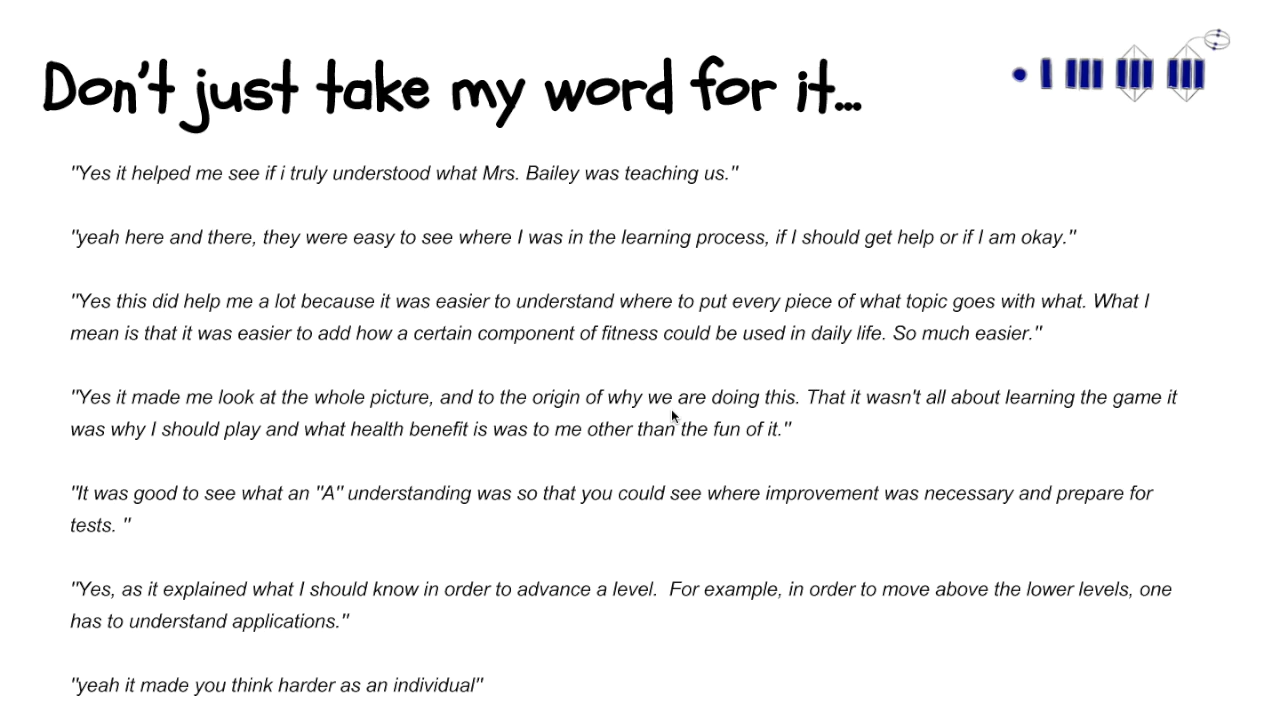 Don't just take my word for it...
"Yes it helped me see if i truly understood what Mrs. Bailey was teaching us."
"yeah here and there, they were easy to see where I was in the learning process, if I should get help or if I am okay."
"Yes this did help me a lot because it was easier to understand where to put every piece of what topic goes with what. What I
mean is that it was easier to add how a certain component of fitness could be used in daily life. So much easier."
"Yes it made me look at the whole picture, and to the origin of why we are doing this. That it wasn't all about learning the game it
was why I should play and what health benefit is was to me other than the fun of it."
"It was good to see what an "A" understanding was so that you could see where improvement was necessary and prepare for
tests. "
"Yes, as it explained what I should know in order to advance a level.  For example, in order to move above the lower levels, one
has to understand applications."
"yeah it made you think harder as an individual"